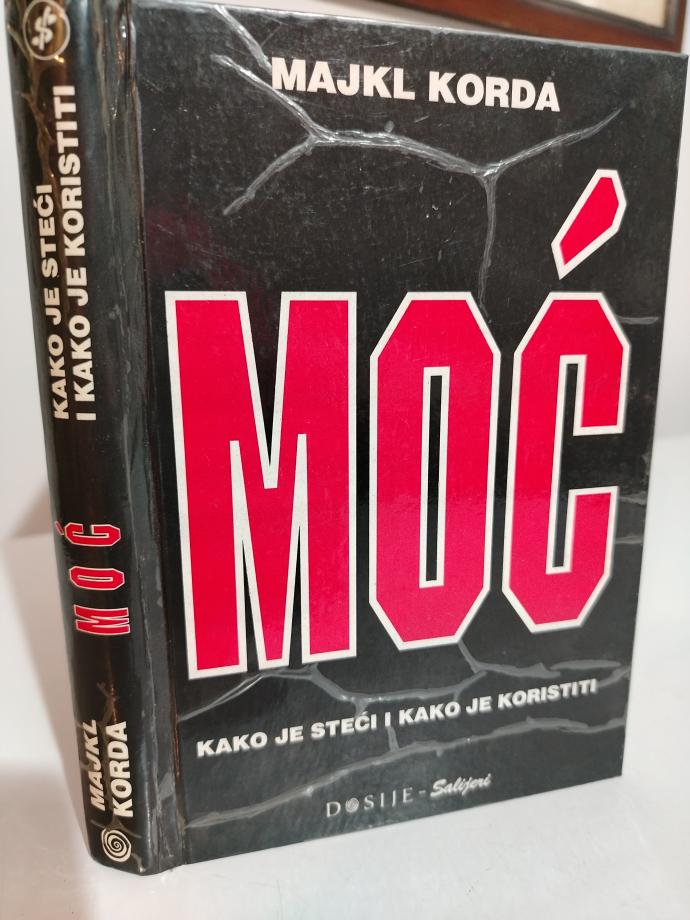 MAJKL KORDA
MOĆ
KAKO JE STEĆI I KAKO JE KORISTITI
DOSIJE - Salijeri
$
KAKO JE STEĆI
I KAKO JE KORISTITI
MOĆ
MAJKL
KORDA